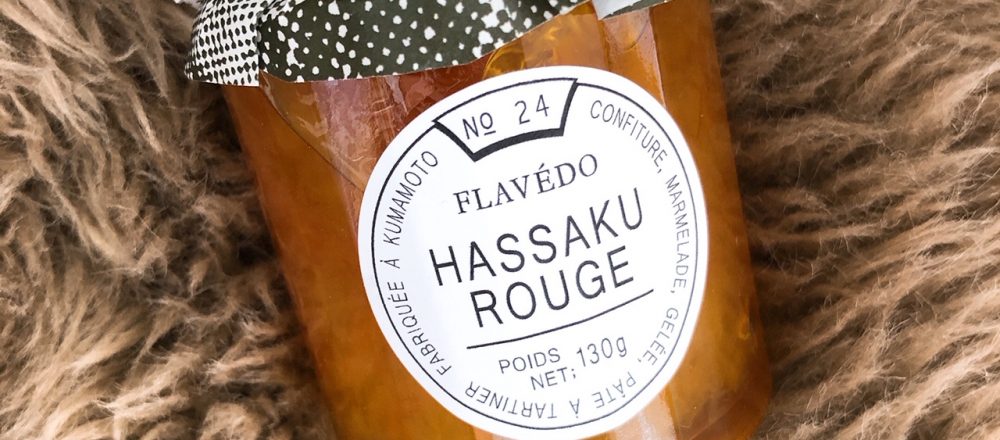 No 24
FLAVÉDO
HASSAKU
ROUGE
POIDS
NET; 130g
FABRIQUÉE À KUMAMOTO
CONFITURE, MARMELADE, GELÉE, PÂTE À TARTINER